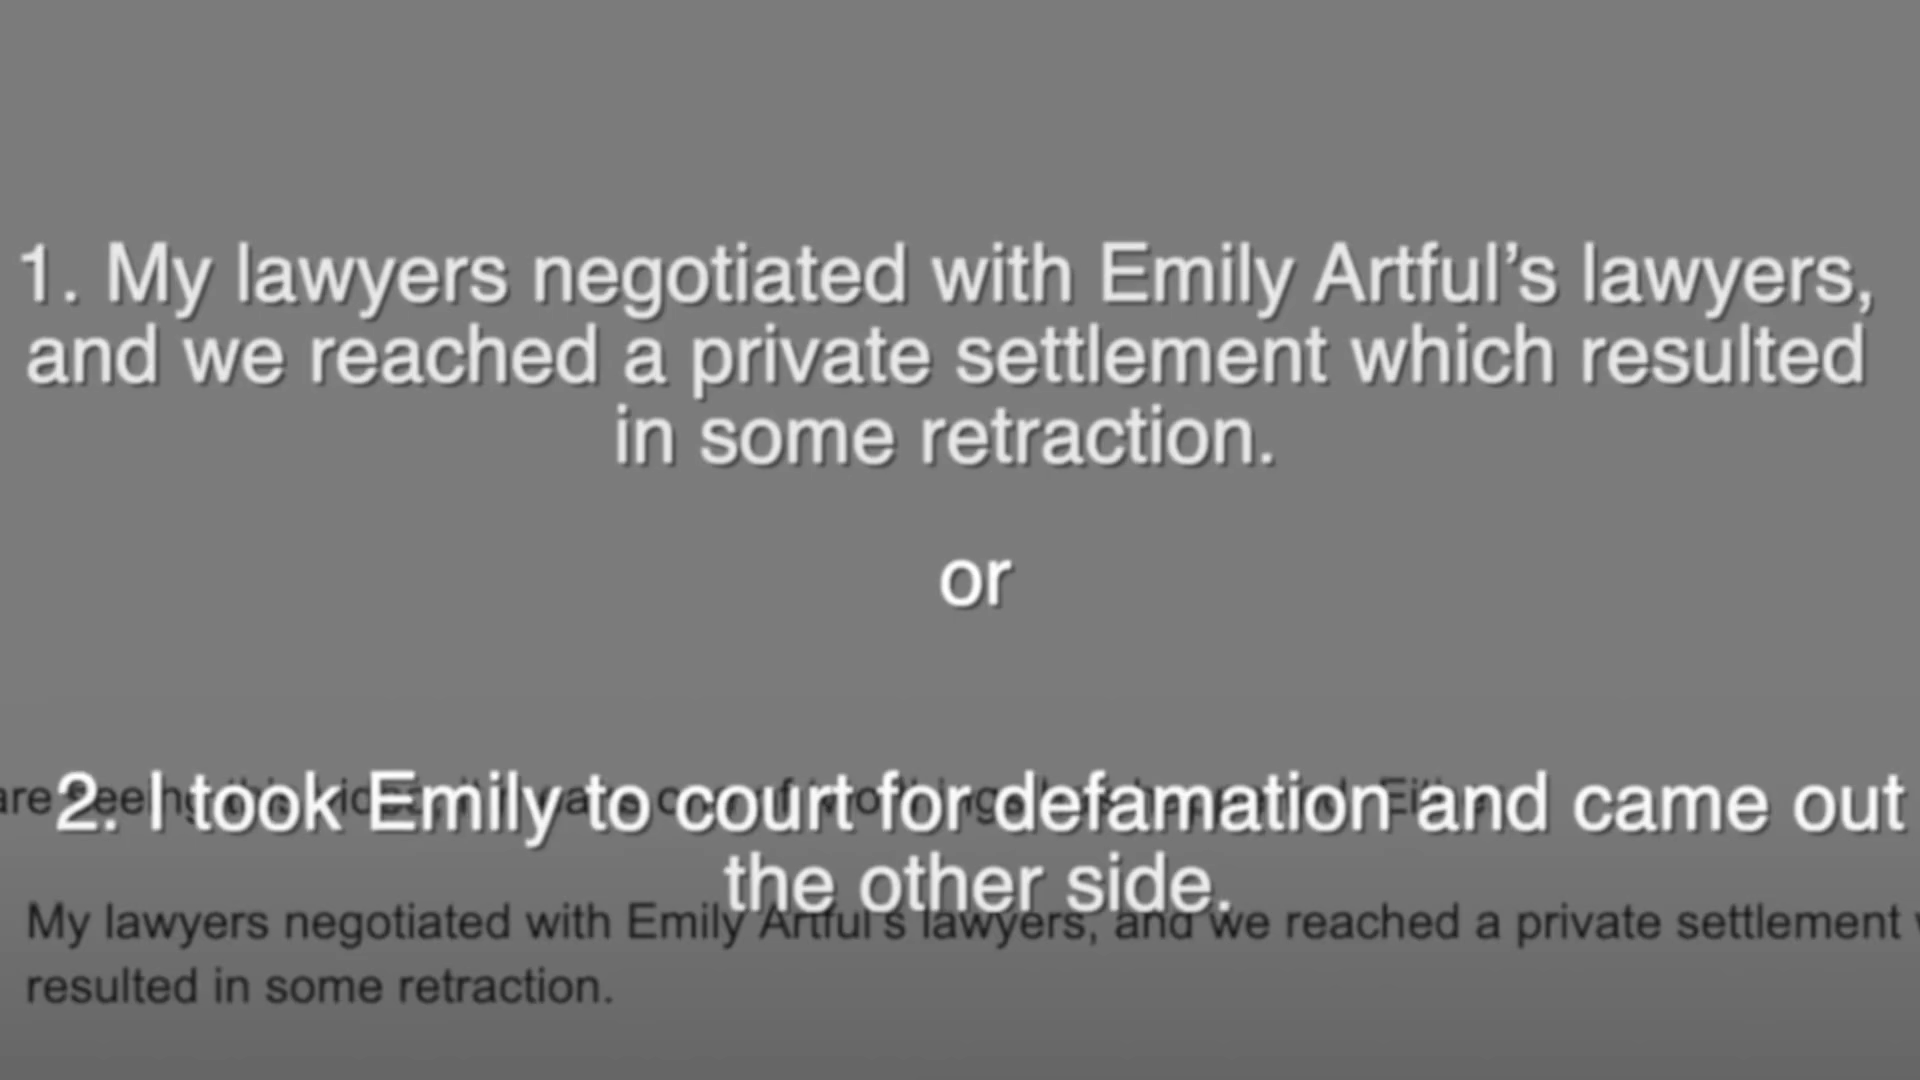 1. My lawyers negotiated with Emily Artful’s lawyers,
and we reached a private settlement which resulted
in some retraction.
or
2. I took Emily to court for defamation and came out
the other side.
are seeing
My lawyers negotiated with Emily Artful's lawyers, and we reached a private settlement
resulted in some retraction.